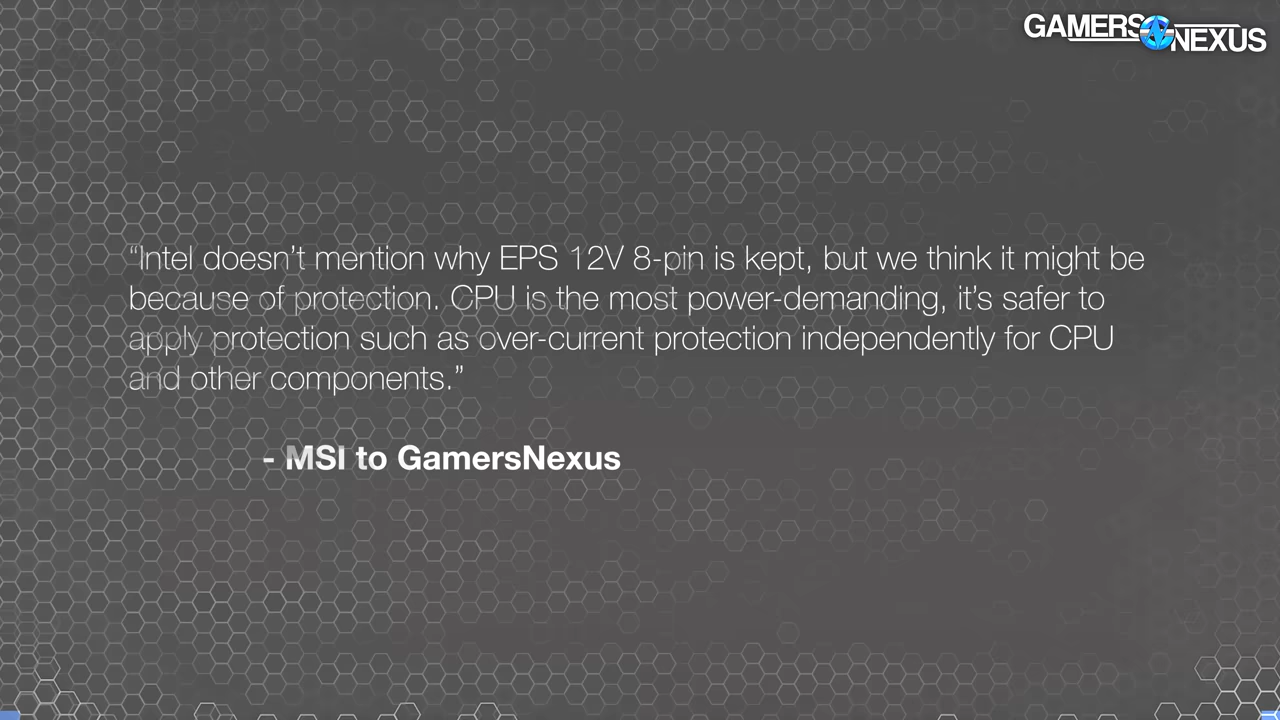 GAMERS NEXUS
“Intel doesn’t mention why EPS 12V 8-pin is kept, but we think it might be
because of protection. CPU is the most power-demanding, it’s safer to
apply protection such as over-current protection independently for CPU
and other components.”
- MSI to GamersNexus